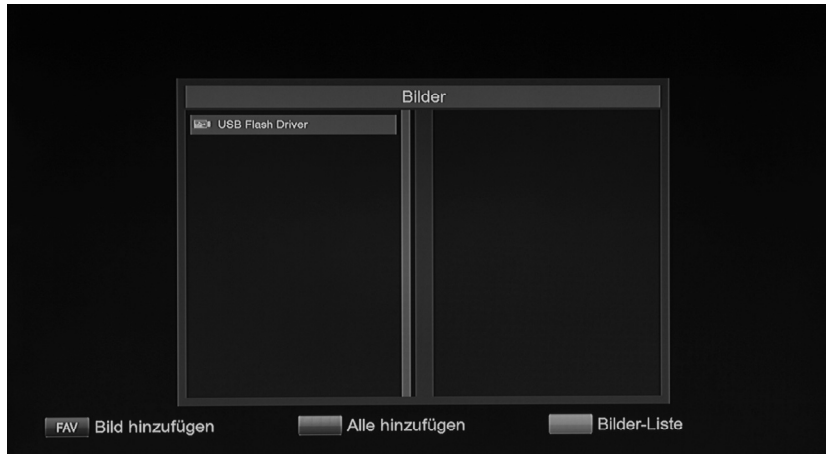 Bilder
USB Flash Driver
FAV Bild hinzufügen
Alle hinzufügen
Bilder-Liste